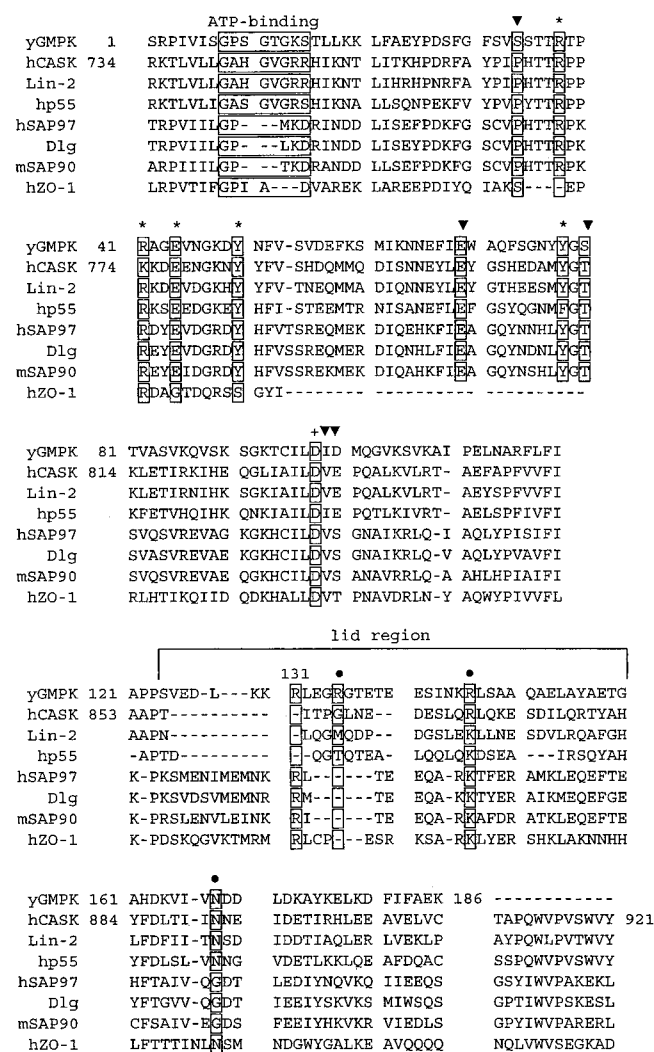 ATP-binding
▼ *
yGMPK 1 SRPIVISGPS GTGKSTLLKK LFAEYPDSFG FSVSSTTRTP
hCASK 734 RKTLVLLGAH GVGRRHIKNT LITKHPDRFA YPIPHTTRPP
Lin-2 RKTLVLLGAH GVGRRHIKNT LITRHPNRFA YPIPHTTRPP
hp55 RKTLVLIGAS GVGRSHIKNA LLSQNPEKFV YPVPYTTRPP
hSAP97 TRPVIILGP- --MKDRINDD LISEFPDKFG SCVPHTTRPK
Dlg TRPVIILGP- --LKDRINDD LISEYPDKFG SCVPHTTRPK
mSAP90 ARPIIILGP- --TKDRANDD LLSEFPDKFG SCVPHTTRPK
hZO-1 LRPVTIFGPI A---DVAREK LAREEPDIYQ IAKS---EP
* * * ▼ * ▼
yGMPK 41 RAGEVNGKDY NFV-SVDEFKS MIKNNEFIEW AQFSGNYYGS
hCASK 774 KKDEENGKNY YFV-SHDQMMQ DISNNEYLEY GSHEDAMYGT
Lin-2 RKDEENGKNY YFV-TNEQMMA DIQNNEYLEY GTHEESMYGT
hp55 RKSEEDGKEY HFI-STEEMTR NISANEFLEF GSYQGNMFGT
hSAP97 RDYEVDGRDY HFVTSREQMEK DIQEHKFIEA GQYNNHLYGT
Dlg REYEVDGRDY HFVSSREQMER DIQNHLFIEA GQYNDNLYGT
mSAP90 REYEIDGRDY HFVSSREKMEK DIQAHKFIEA GQYNSHLYGT
hZO-1 RDAGTDQRSS GYI-------- ---------- ----------
+▼▼
yGMPK 81 TVASVKQVSK SGKTCILDID MQGVKSVKAI PELNARFLFI
hCASK 814 KLETIRKIHE QGLIAILDVE PQALKVLRT- AEFAPFVVFI
Lin-2 KLETIRNIHK SGKIAILDVE PQALKVLRT- AEYSPFVVFI
hp55 KFETVHQIHK QNKIAILDIE PQTLKIVRT- AELSPFIVFI
hSAP97 SVQSVREVAG KGKHCILDVS GNAIKRLQ-I AQLYPISIFI
Dlg SVASVREVAE KGKHCILDVS GNAIKRLQ-V AQLYPVAVFI
mSAP90 SVQSVREVAE QGKHCILDVS ANAVRRLQ-A AHLHPIAIFI
hZO-1 RLHTIKQIID QDKHALLDVT PNAVDRLN-Y AQWYPIVVFL
lid region
131 ● ●
yGMPK 121 APPSVED-L---KK RLEGRGTETE ESINKRLSAA QAELAYAETG
hCASK 853 AAPT---------- -ITPGLNE-- DESLQRLQKE SDILQRTYAH
Lin-2 AAPN---------- -LQGMQDP-- DGSLEKLLNE SDVLRQAFGH
hp55 -APTD--------- --QGTQTEA- LQQLQKDSEA ---IRSQYAH
hSAP97 K-PKSMENIMEMNK RL-----TE EQA-RKTFER AMKLEQEFTE
Dlg K-PKSVDSVMEMNR RM-----TE EQA-KKTYER AIKMEQEFGE
mSAP90 K-PRSLENVLEINK RI-----TE EQA-RKAFDR ATKLEQEFTE
hZO-1 K-PDSKQGVKTMRM RLCP--ESR KSA-RKLYER SHKLAKNNHH
●
yGMPK 161 AHDKVI-VNDD LDKAYKELKD FIFAEK 186 -------------
hCASK 884 YFDLTI-INNE IDETIRHLEE AVELVC TAPQWVPVSWVY 921
Lin-2 LFDFII-TNSD IDDTIAQLER LVEKLP AYPQWLPVTWVY
hp55 YFDLSL-VNNG VDETLKKLQE AFDQAC SSPQWVPVSWVY
hSAP97 HFTAIV-QGDT LEDIYNQVKQ IIEEQS GSYIWVPAKEKL
Dlg YFTGVV-QGDT IEEIYSKVKS MIWSQS GPTIWVPSKESL
mSAP90 CFSAIV-EGDS FEEIYHKVKR VIEDLS GPYIWVPARERL
hZO-1 LFTTTINLNSM NDGWYGALKE AVQQQQ NQLVWVSEGKAD